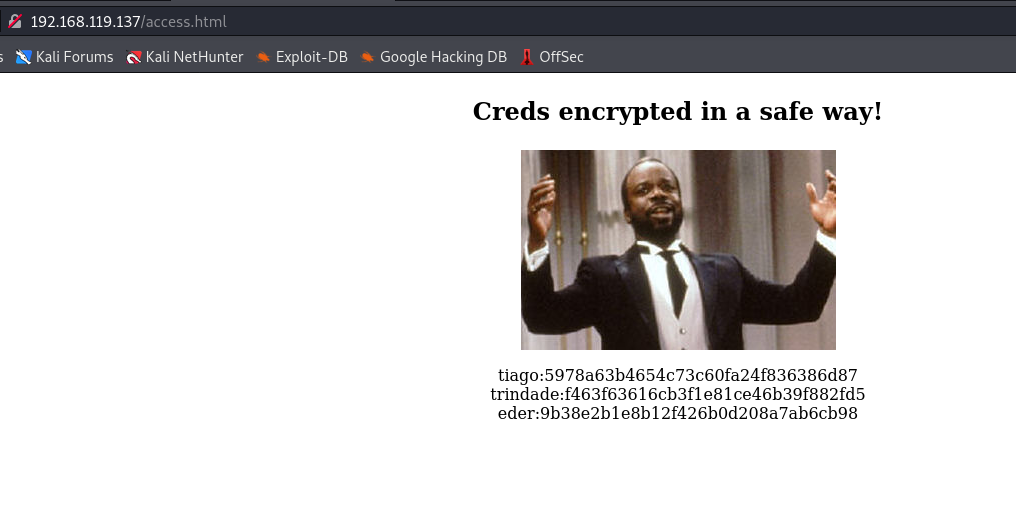 192.168.119.137/access.html
s Kali Forums Kali NetHunter Exploit-DB Google Hacking DB OffSec
Creds encrypted in a safe way!
tiago:5978a63b4654c73c60fa24f836386d87
trindade:f463f63616cb3f1e81ce46b39f882fd5
eder:9b38e2b1e8b12f426b0d208a7ab6cb98